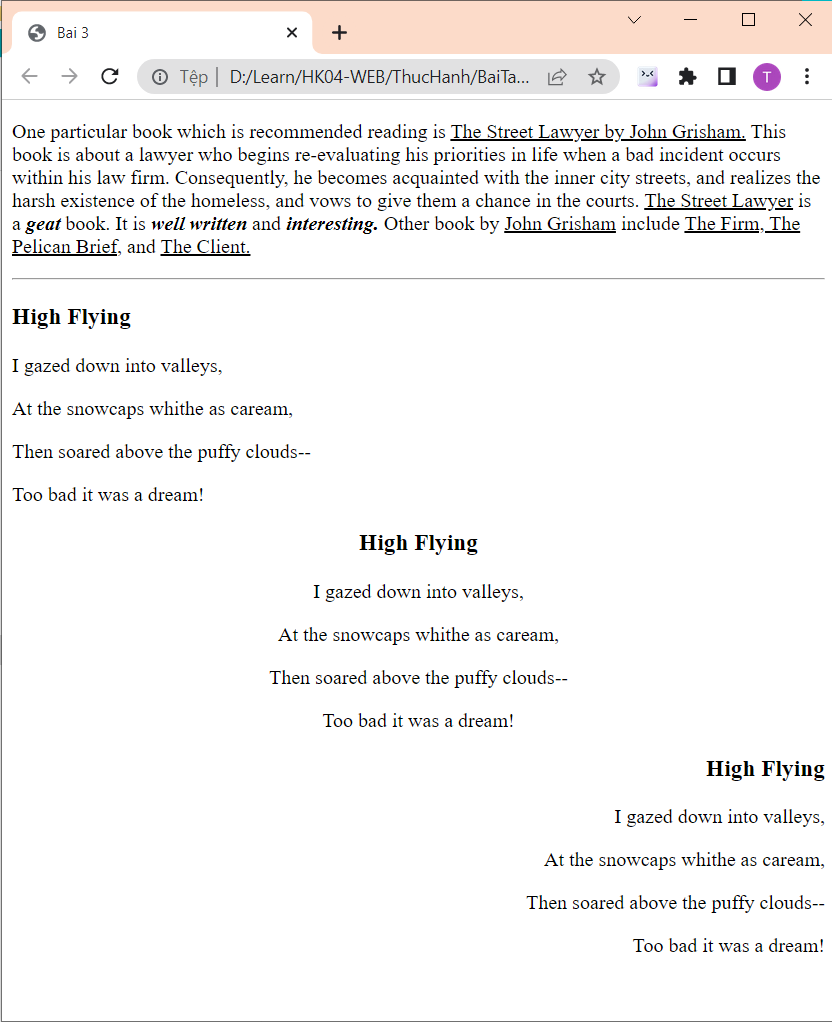 Bai 3
Tệp | D:/Learn/HK04-WEB/ThucHanh/BaiTa...
T
One particular book which is recommended reading is The Street Lawyer by John Grisham. This
book is about a lawyer who begins re-evaluating his priorities in life when a bad incident occurs
within his law firm. Consequently, he becomes acquainted with the inner city streets, and realizes the
harsh existence of the homeless, and vows to give them a chance in the courts. The Street Lawyer is
a geat book. It is well written and interesting. Other book by John Grisham include The Firm, The
Pelican Brief, and The Client.
High Flying
I gazed down into valleys,
At the snowcaps whithe as caream,
Then soared above the puffy clouds--
Too bad it was a dream!
High Flying
I gazed down into valleys,
At the snowcaps whithe as caream,
Then soared above the puffy clouds--
Too bad it was a dream!
High Flying
I gazed down into valleys,
At the snowcaps whithe as caream,
Then soared above the puffy clouds--
Too bad it was a dream!